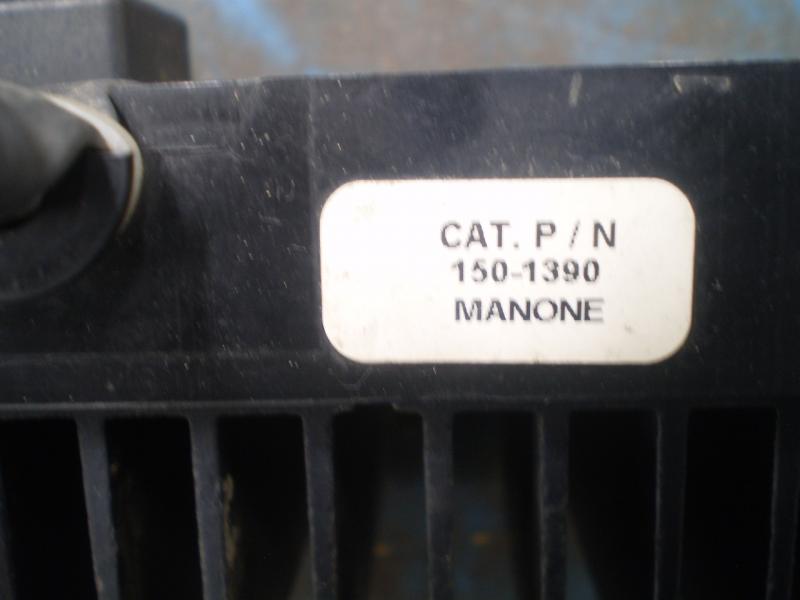 CAT. P / N
150-1390
MANONE